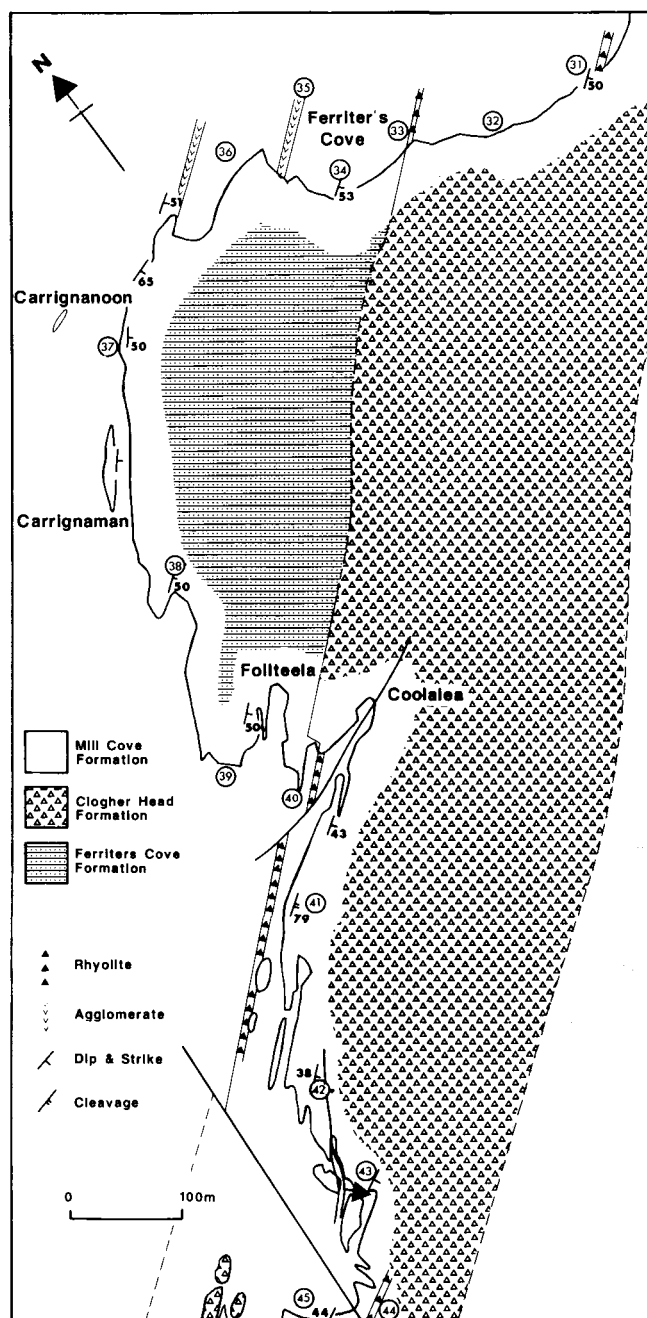 N
31
50
32
33
34
53
35
Ferriter's
Cove
36
51
65
Carrignanoon
37
50
Carrignaman
38
50
Foilteela
Coolalea
50
39
40
43
41
79
38
42
43
44
45
44
Mill Cove
Formation
Clogher Head
Formation
Ferriters Cove
Formation
Rhyolite
Agglomerate
Dip & Strike
Cleavage
0 100m